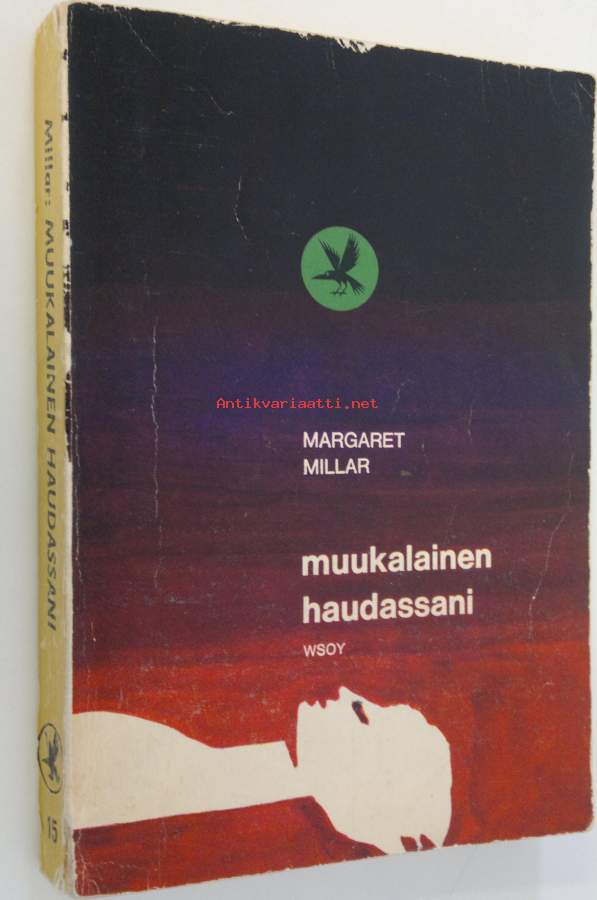 Millar: MUUKALAINEN HAUDASSANI
15
Antikvariaatti.net
MARGARET
MILLAR
muukalainen
haudassani
WSOY